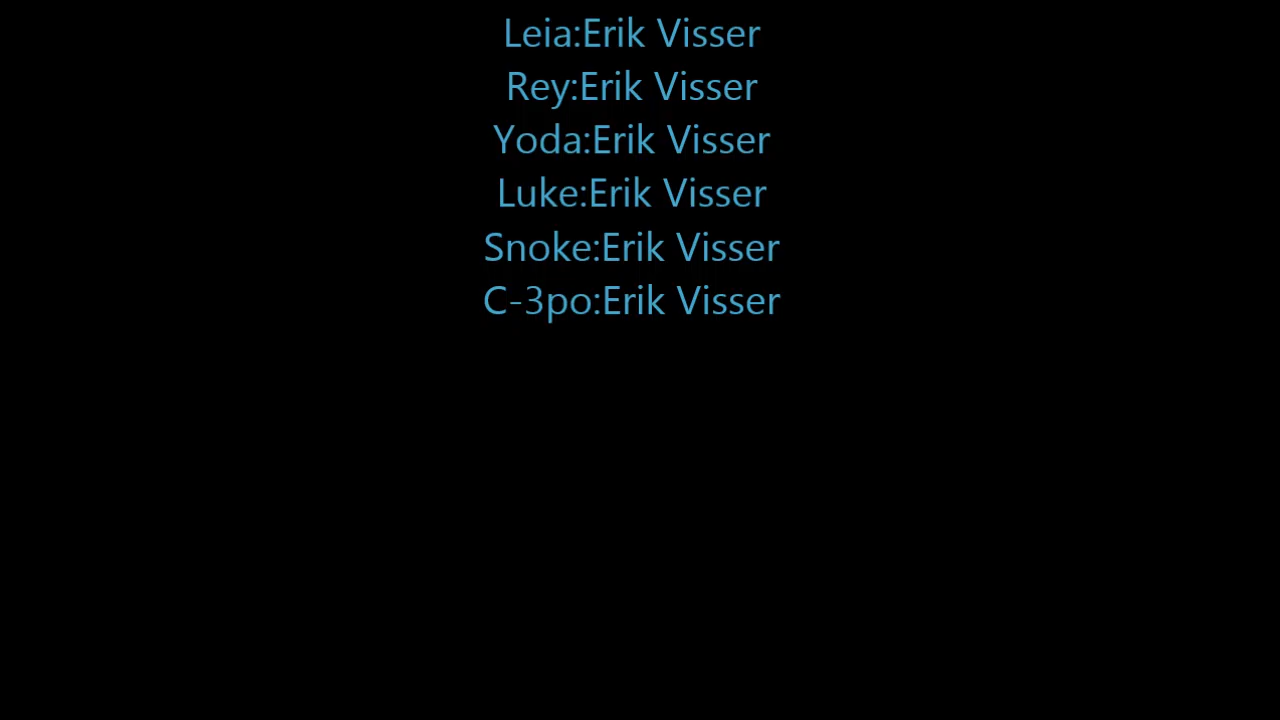 Leia:Erik Visser
Rey:Erik Visser
Yoda:Erik Visser
Luke:Erik Visser
Snoke:Erik Visser
C-3po:Erik Visser